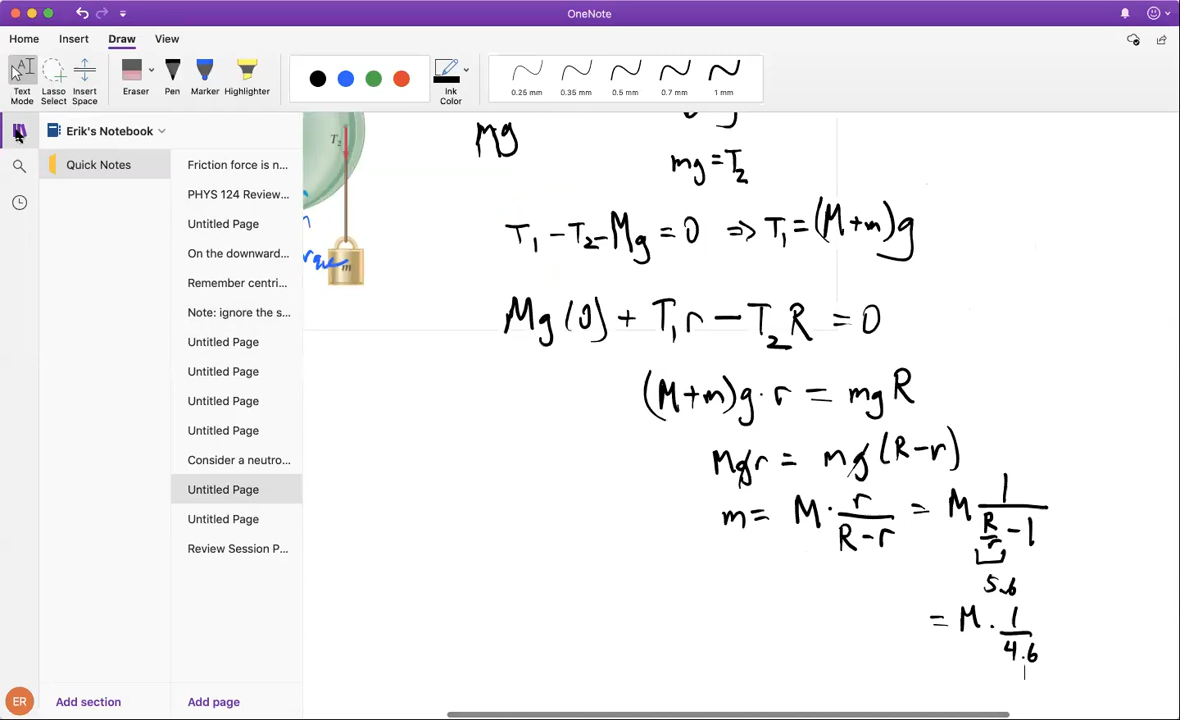 OneNote
Home Insert Draw View
Text Mode Lasso Select Insert Space Eraser Pen Marker Highlighter Ink Color 0.25 mm 0.35 mm 0.5 mm 0.7 mm 1 mm
Erik's Notebook
Quick Notes
Friction force is n...
PHYS 124 Review...
Untitled Page
On the downward...
Remember centri...
Note: ignore the s...
Untitled Page
Untitled Page
Untitled Page
Untitled Page
Consider a neutro...
Untitled Page
Untitled Page
Review Session P...
ER
Add section
Add page
T₂
m
Mg
mg = T₂
T₁ - T₂ - Mg = 0 ⇒ T₁ = (M+m)g
Mg(0) + T₁r - T₂R = 0
(M+m)g·r = mgR
Mgr = mg(R-r)
m = M · r/(R-r) = M 1/(R/r - 1)
5.6
= M · 1/4.6